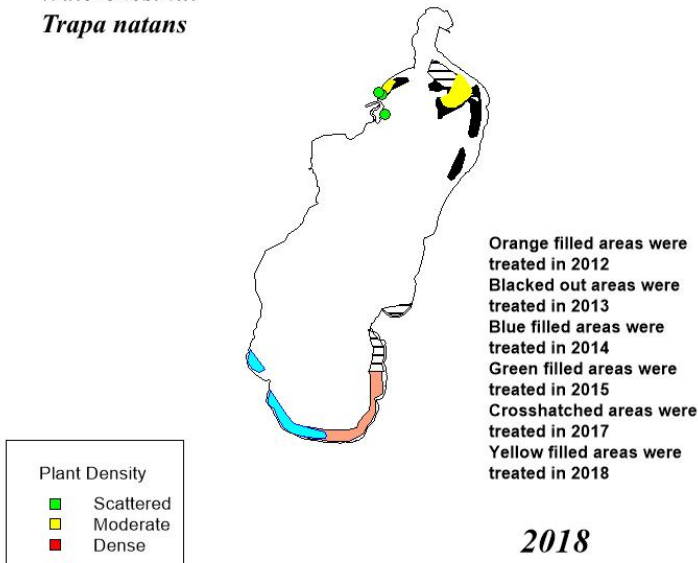 Trapa natans
Orange filled areas were
treated in 2012
Blacked out areas were
treated in 2013
Blue filled areas were
treated in 2014
Green filled areas were
treated in 2015
Crosshatched areas were
treated in 2017
Yellow filled areas were
treated in 2018
Plant Density
Scattered
Moderate
Dense
2018